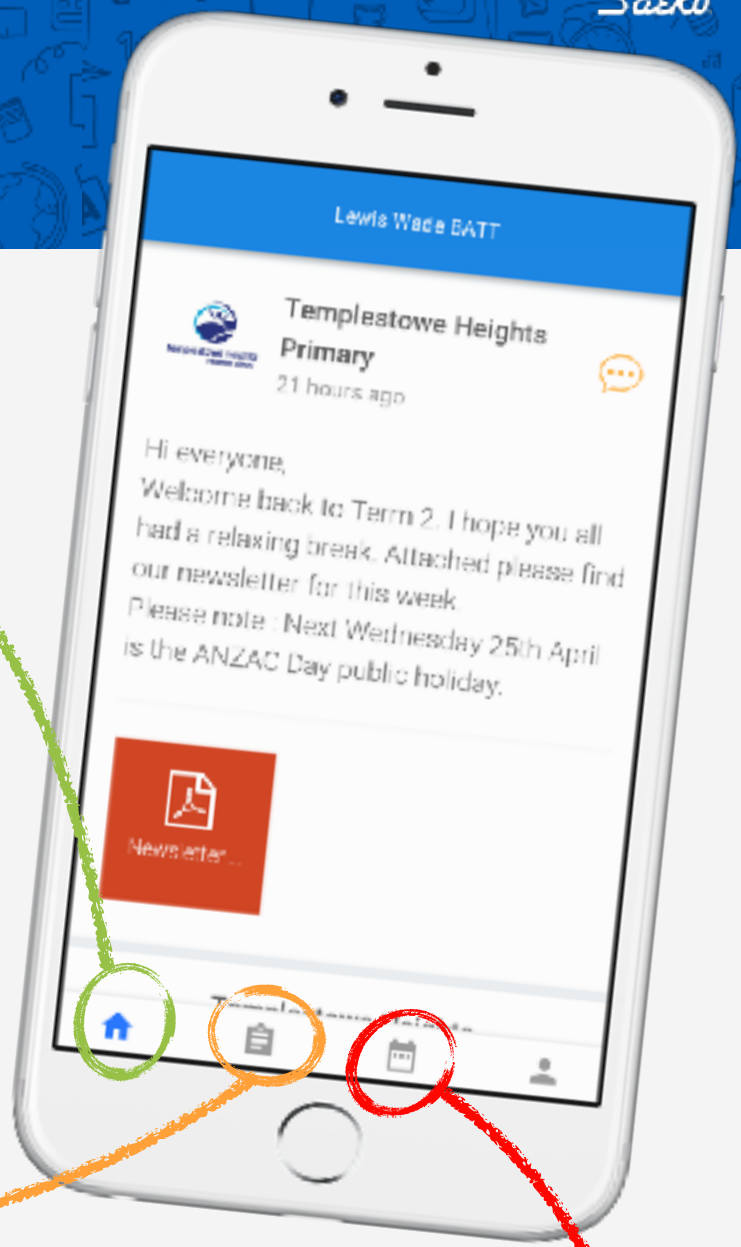 Lewis Wade BATT
Templestowe Heights
Primary
21 hours ago
Hi everyone,
Welcome back to Term 2. I hope you all
had a relaxing break. Attached please find
our newsletter for this week.
Please note : Next Wednesday 25th April
is the ANZAC Day public holiday.
Newsletter...